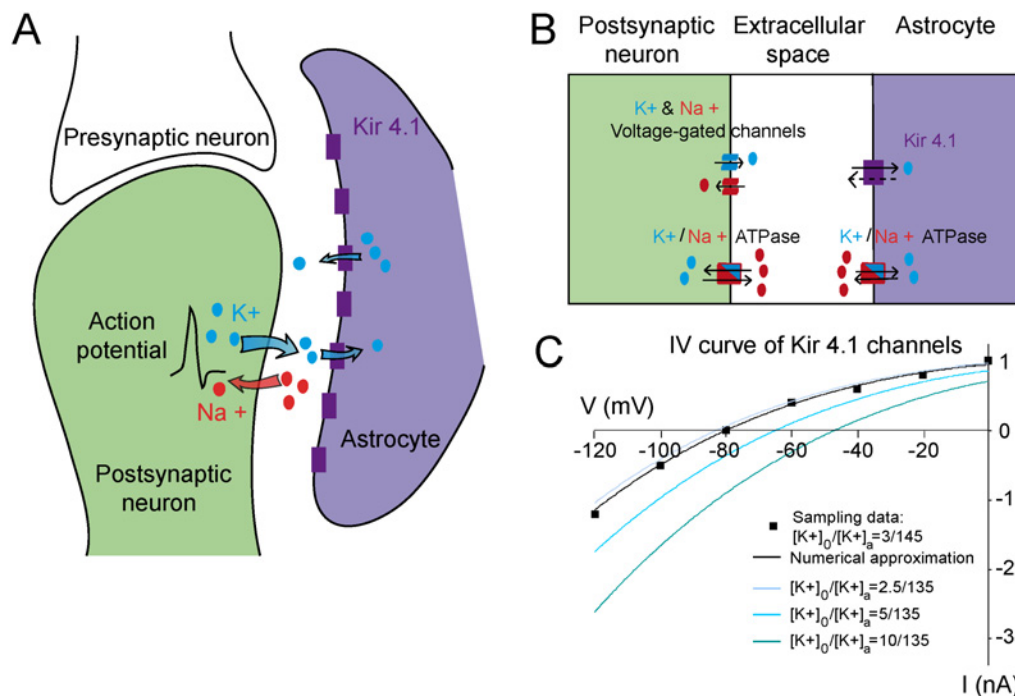 A
Presynaptic neuron
Kir 4.1
Action
potential
K+
Na +
Astrocyte
Postsynaptic
neuron
B
Postsynaptic
neuron
Extracellular
space
Astrocyte
K+ & Na +
Voltage-gated channels
Kir 4.1
K+ / Na + ATPase
K+ / Na + ATPase
C
IV curve of Kir 4.1 channels
V (mV)
1
-120 -100 -80 -60 -40 -20 0
-1
-2
-3
I (nA)
Sampling data:
[K+]₀/[K+]ₐ=3/145
Numerical approximation
[K+]₀/[K+]ₐ=2.5/135
[K+]₀/[K+]ₐ=5/135
[K+]₀/[K+]ₐ=10/135